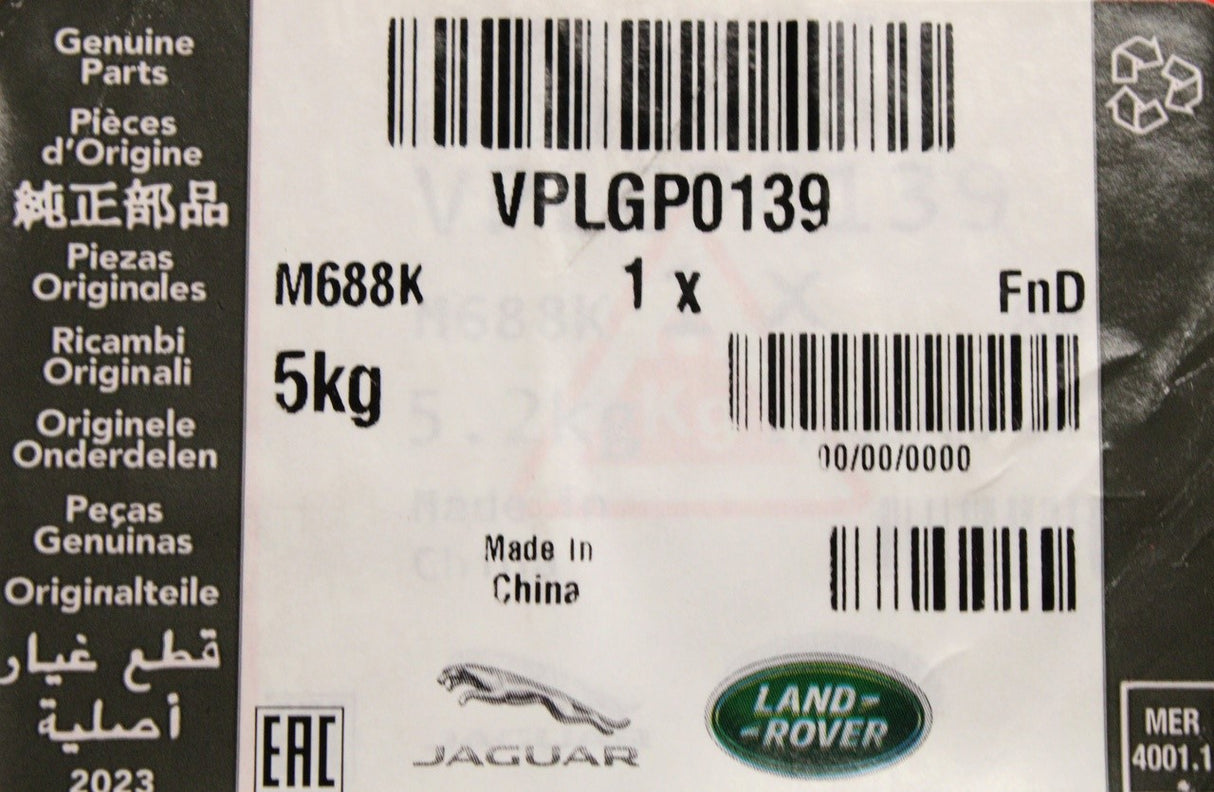 Genuine
Parts
Pièces
d'Origine
純正部品
Piezas
Originales
Ricambi
Originali
Originele
Onderdelen
Peças
Genuinas
Originalteile
قطع غيار
أصلية
2023
VPLGP0139
M688K 1 x FnD
5kg
00/00/0000
Made In
China
EAC
JAGUAR
LAND-
-ROVER
MER
4001.1